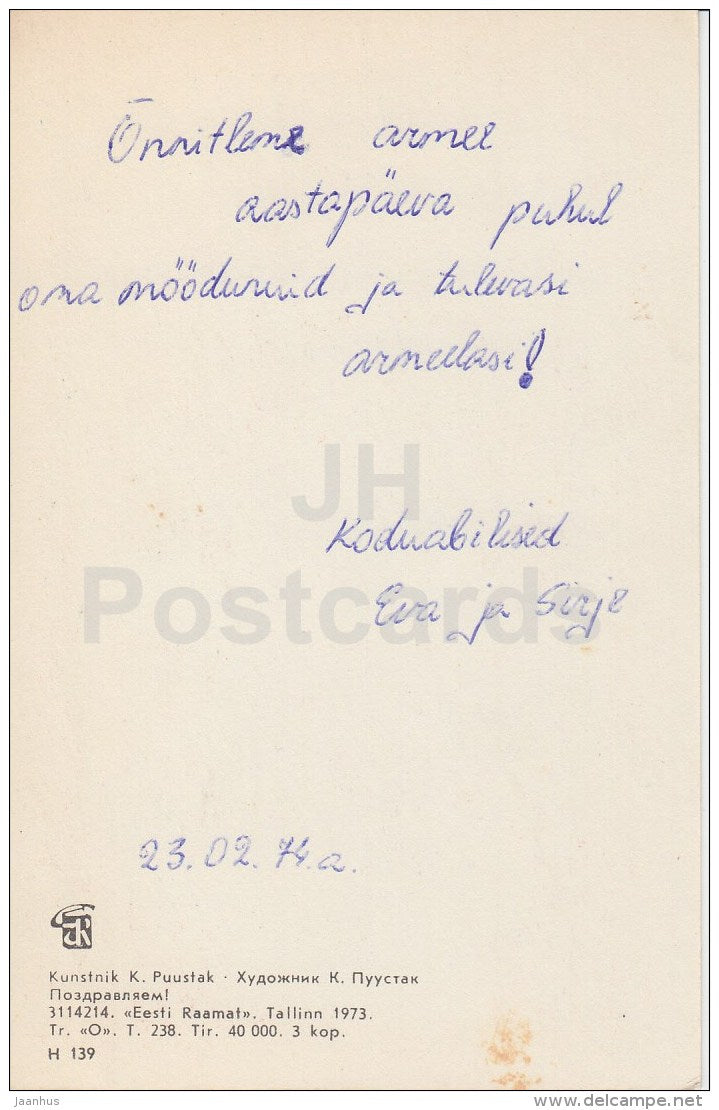 Õnnitleme armee
aastapäeva puhul
oma möödunuid ja tulevasi
armeelasi!
JH
Postcards
Koduabilised
Eva ja Sirje
23.02.74.a.
Kunstnik K. Puustak · Художник К. Пуустак
Поздравляем!
3114214. «Eesti Raamat». Tallinn 1973.
Tr. «O». T. 238. Tir. 40 000. 3 kop.
H 139
Jaanhus
delcampe.net